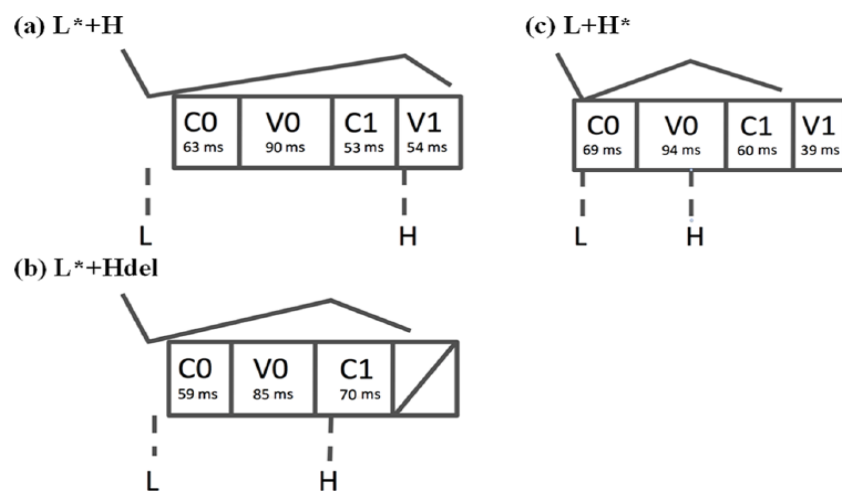 (a) L*+H
C0 V0 C1 V1
63 ms 90 ms 53 ms 54 ms
L H
(b) L*+Hdel
C0 V0 C1
59 ms 85 ms 70 ms
L H
(c) L+H*
C0 V0 C1 V1
69 ms 94 ms 60 ms 39 ms
L H